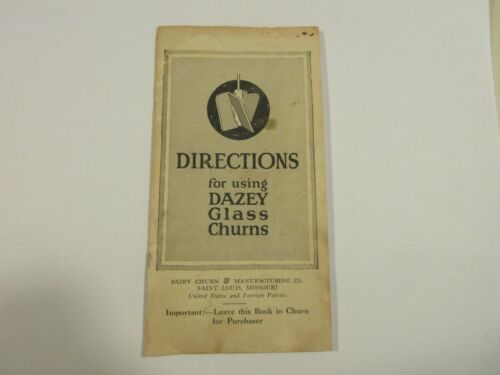 DIRECTIONS
for using
DAZEY
Glass
Churns
DAZEY CHURN & MANUFACTURING CO.
SAINT LOUIS, MISSOURI
United States and Foreign Patents
Important:—Leave this Book in Churn
for Purchaser